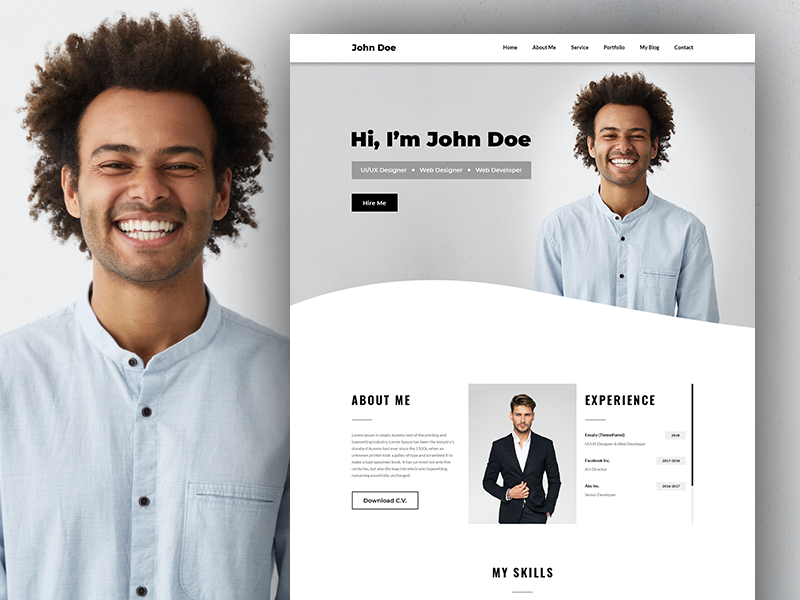 John Doe
Home About Me Service Portfolio My Blog Contact
Hi, I'm John Doe
UI/UX Designer • Web Designer • Web Developer
Hire Me
ABOUT ME
Lorem Ipsum is simply dummy text of the printing and
typesetting industry. Lorem Ipsum has been the industry's
standard dummy text ever since the 1500s, when an
unknown printer took a galley of type and scrambled it to
make a type specimen book. It has survived not only five
centuries, but also the leap into electronic typesetting,
remaining essentially unchanged.
Download C.V.
EXPERIENCE
Envato (ThemeForest) 2018
UI/UX Designer & Web Developer
Facebook Inc. 2017-2018
Art Director
Abc Inc. 2016-2017
Senior Developer
MY SKILLS